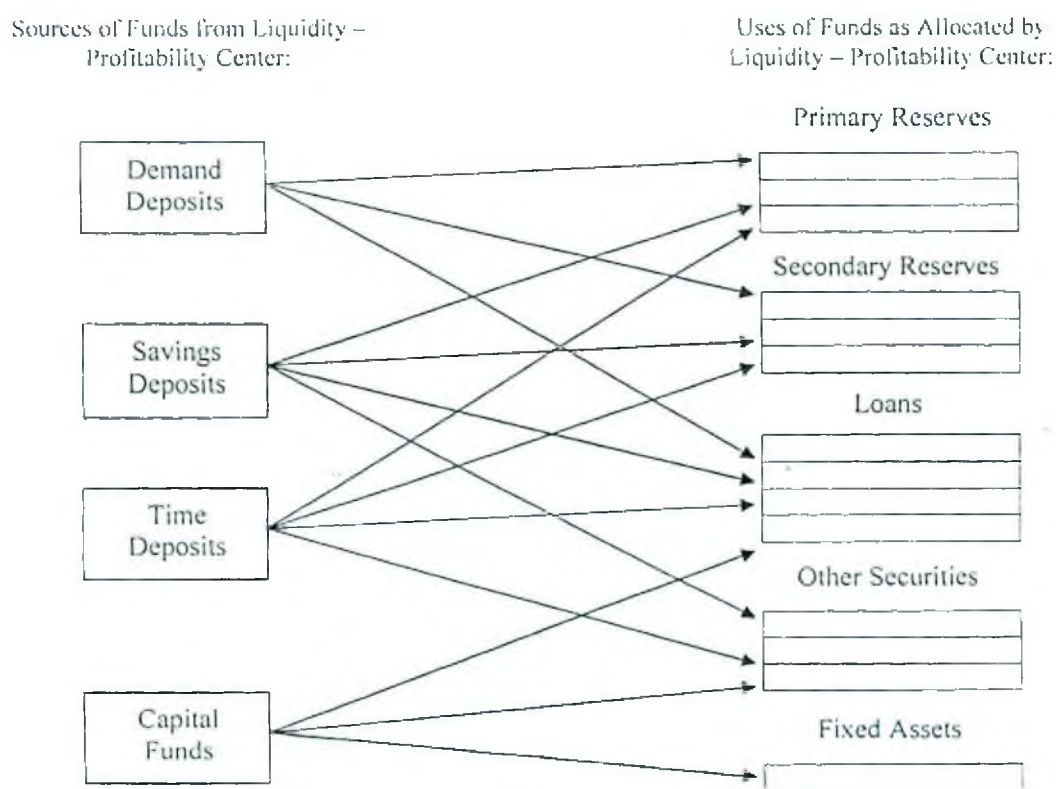 Sources of Funds from Liquidity –
Profitability Center:
Uses of Funds as Allocated by
Liquidity – Profitability Center:
Primary Reserves
Demand
Deposits
Secondary Reserves
Savings
Deposits
Loans
Time
Deposits
Other Securities
Capital
Funds
Fixed Assets